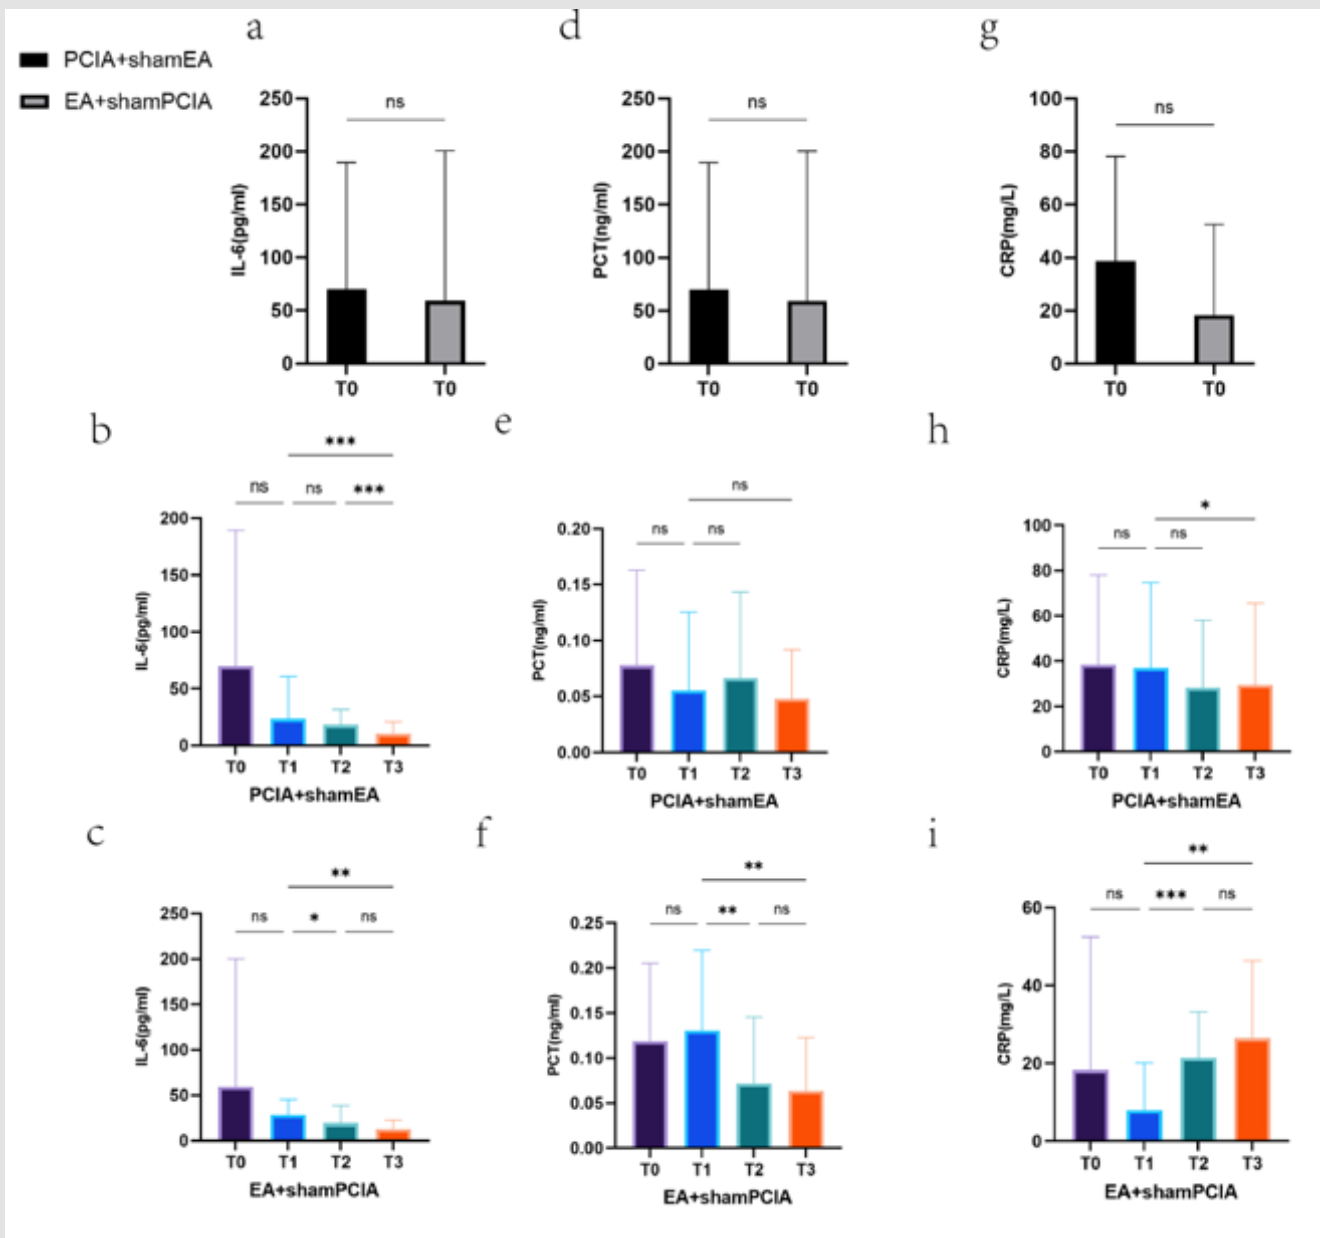 a
d
g
PCIA+shamEA
EA+shamPCIA
IL-6(pg/ml)
250
200
150
100
50
0
ns
T0
T0
PCT(ng/ml)
250
200
150
100
50
0
ns
T0
T0
CRP(mg/L)
100
80
60
40
20
0
ns
T0
T0
b
e
h
***
ns
ns
***
IL-6(pg/ml)
200
150
100
50
0
T0 T1 T2 T3
PCIA+shamEA
ns
ns
ns
PCT(ng/ml)
0.20
0.15
0.10
0.05
0.00
T0 T1 T2 T3
PCIA+shamEA
*
ns
ns
CRP(mg/L)
100
80
60
40
20
0
T0 T1 T2 T3
PCIA+shamEA
c
f
i
**
ns
*
ns
IL-6(pg/ml)
250
200
150
100
50
0
T0 T1 T2 T3
EA+shamPCIA
**
ns
**
ns
PCT(ng/ml)
0.25
0.20
0.15
0.10
0.05
0.00
T0 T1 T2 T3
EA+shamPCIA
**
ns
***
ns
CRP(mg/L)
60
40
20
0
T0 T1 T2 T3
EA+shamPCIA